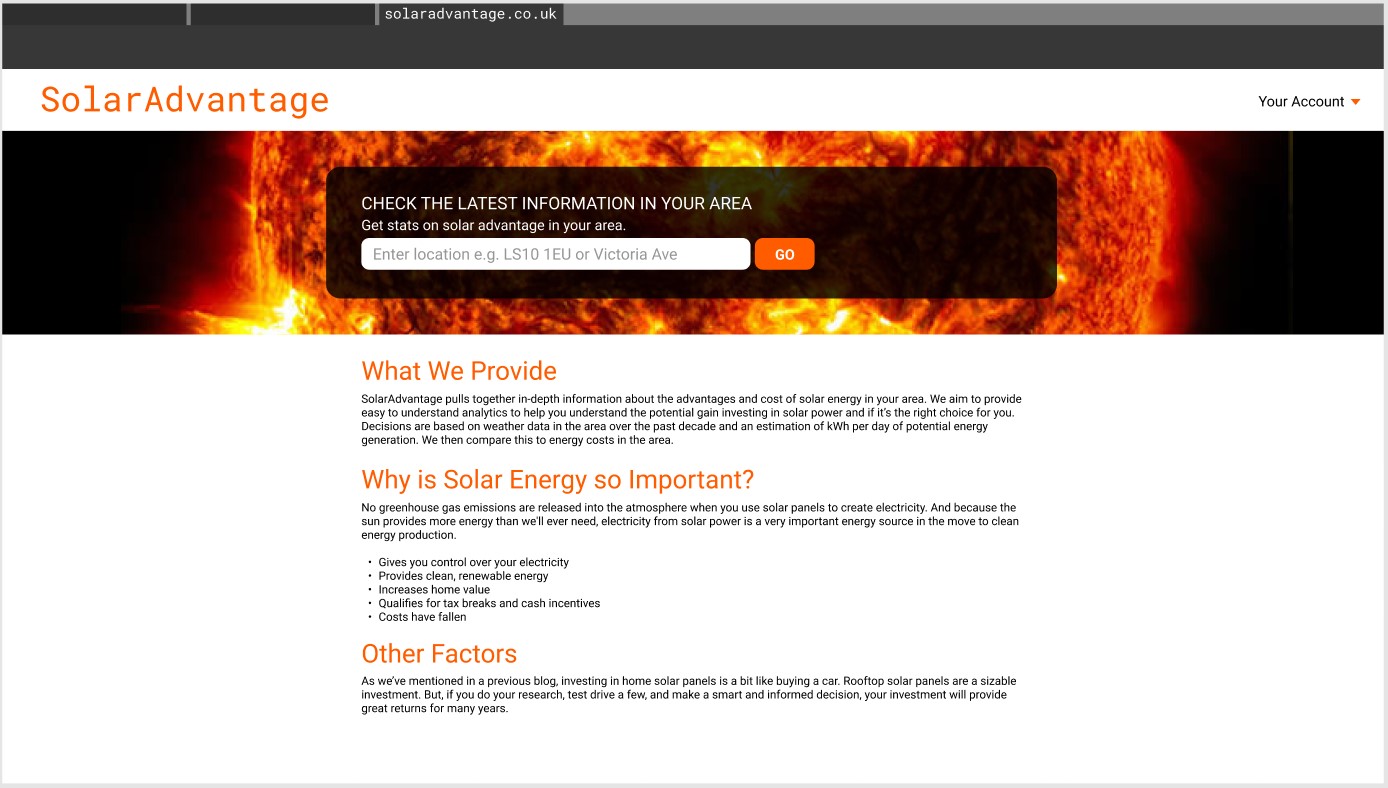 solaradvantage.co.uk
SolarAdvantage
Your Account
CHECK THE LATEST INFORMATION IN YOUR AREA
Get stats on solar advantage in your area.
Enter location e.g. LS10 1EU or Victoria Ave
GO
What We Provide
SolarAdvantage pulls together in-depth information about the advantages and cost of solar energy in your area. We aim to provide
easy to understand analytics to help you understand the potential gain investing in solar power and if it's the right choice for you.
Decisions are based on weather data in the area over the past decade and an estimation of kWh per day of potential energy
generation. We then compare this to energy costs in the area.
Why is Solar Energy so Important?
No greenhouse gas emissions are released into the atmosphere when you use solar panels to create electricity. And because the
sun provides more energy than we'll ever need, electricity from solar power is a very important energy source in the move to clean
energy production.
• Gives you control over your electricity
• Provides clean, renewable energy
• Increases home value
• Qualifies for tax breaks and cash incentives
• Costs have fallen
Other Factors
As we've mentioned in a previous blog, investing in home solar panels is a bit like buying a car. Rooftop solar panels are a sizable
investment. But, if you do your research, test drive a few, and make a smart and informed decision, your investment will provide
great returns for many years.